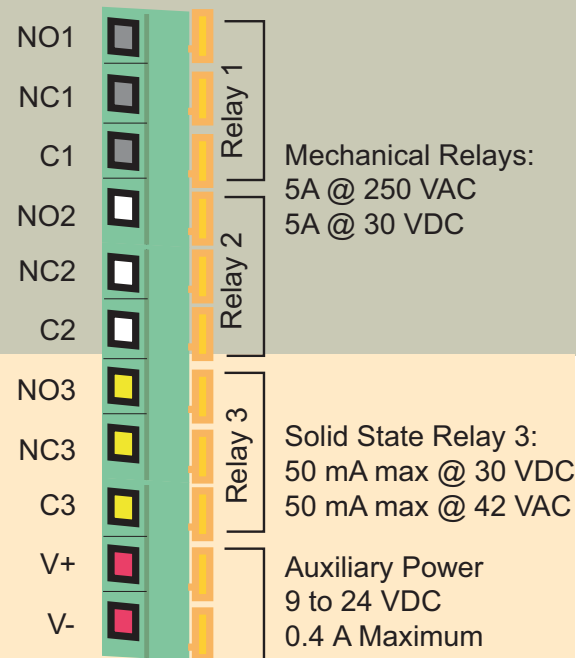 NO1
NC1
C1
Relay 1
NO2
NC2
C2
Relay 2
Mechanical Relays:
5A @ 250 VAC
5A @ 30 VDC
NO3
NC3
C3
Relay 3
Solid State Relay 3:
50 mA max @ 30 VDC
50 mA max @ 42 VAC
V+
V-
Auxiliary Power
9 to 24 VDC
0.4 A Maximum